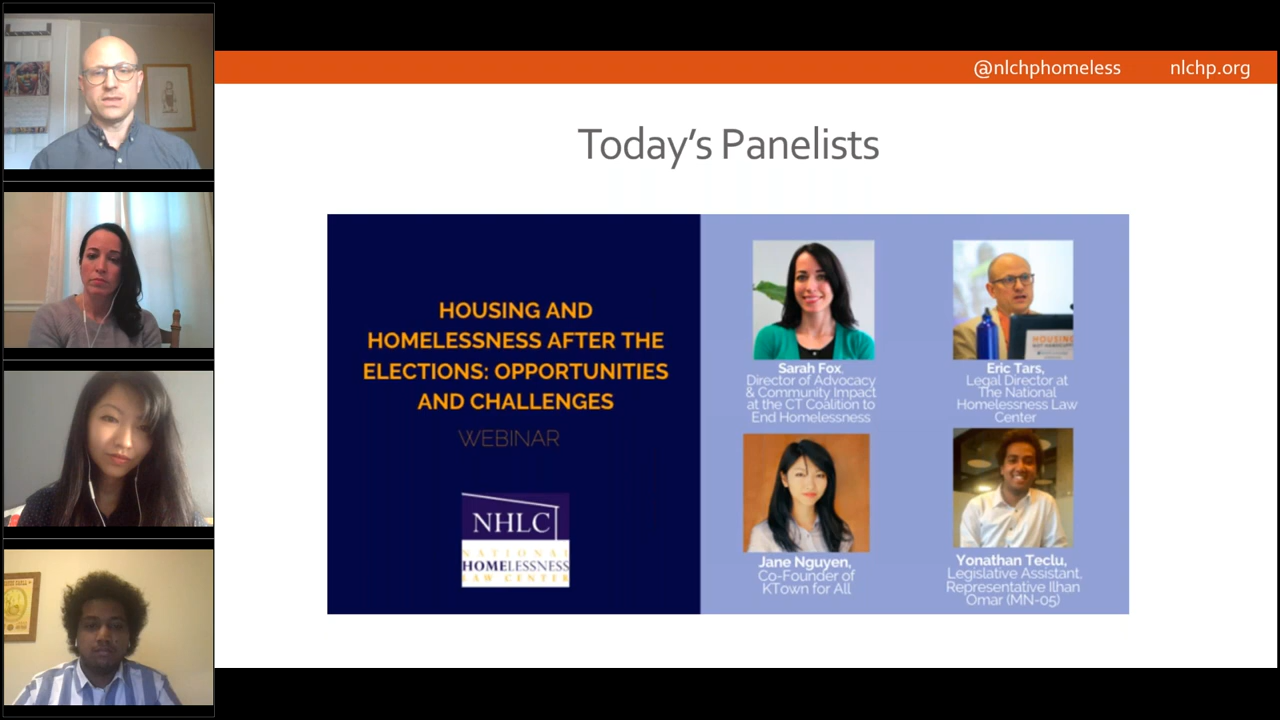 @nlchphomeless nlchp.org
Today's Panelists
HOUSING AND
HOMELESSNESS AFTER THE
ELECTIONS: OPPORTUNITIES
AND CHALLENGES
WEBINAR
NHLC
NATIONAL
HOMELESSNESS
LAW CENTER
Sarah Fox,
Director of Advocacy
& Community Impact
at the CT Coalition to
End Homelessness
HOUSING
Eric Tars,
Legal Director at
The National
Homelessness Law
Center
Jane Nguyen,
Co-Founder of
KTown for All
Yonathan Teclu,
Legislative Assistant,
Representative Ilhan
Omar (MN-05)